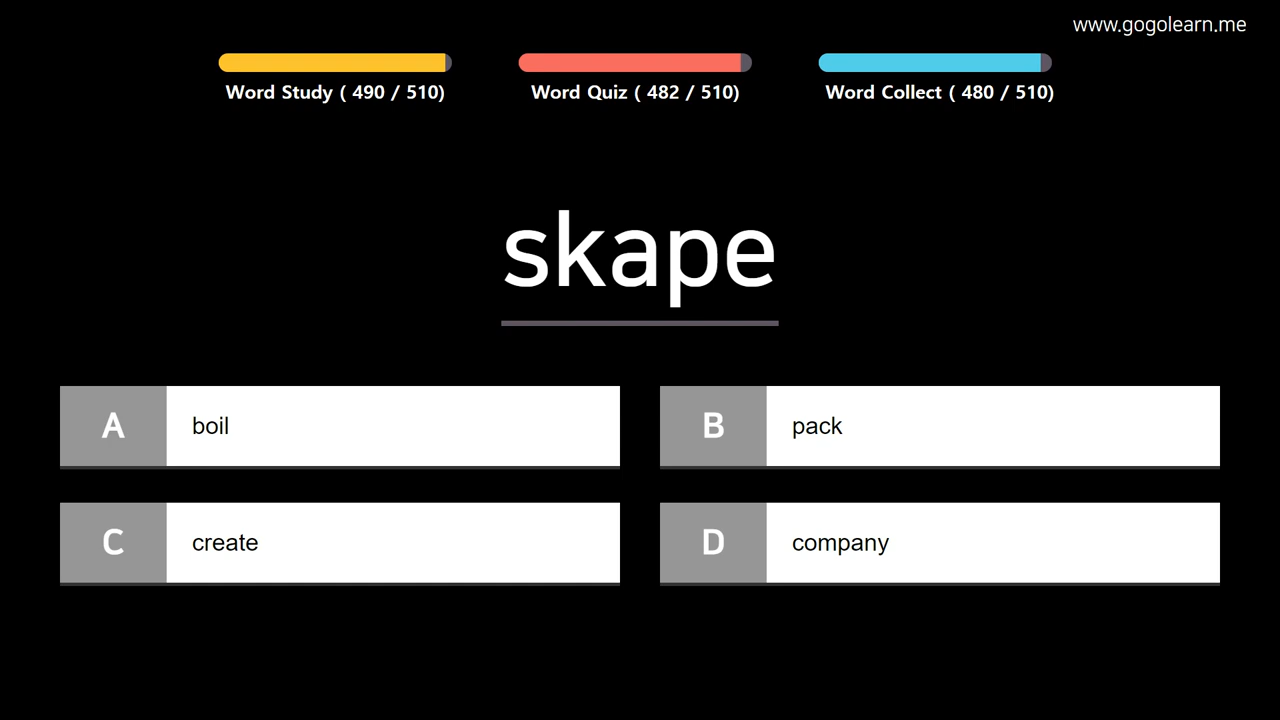 www.gogolearn.me
Word Study ( 490 / 510)
Word Quiz ( 482 / 510)
Word Collect ( 480 / 510)
skape
A boil
B pack
C create
D company